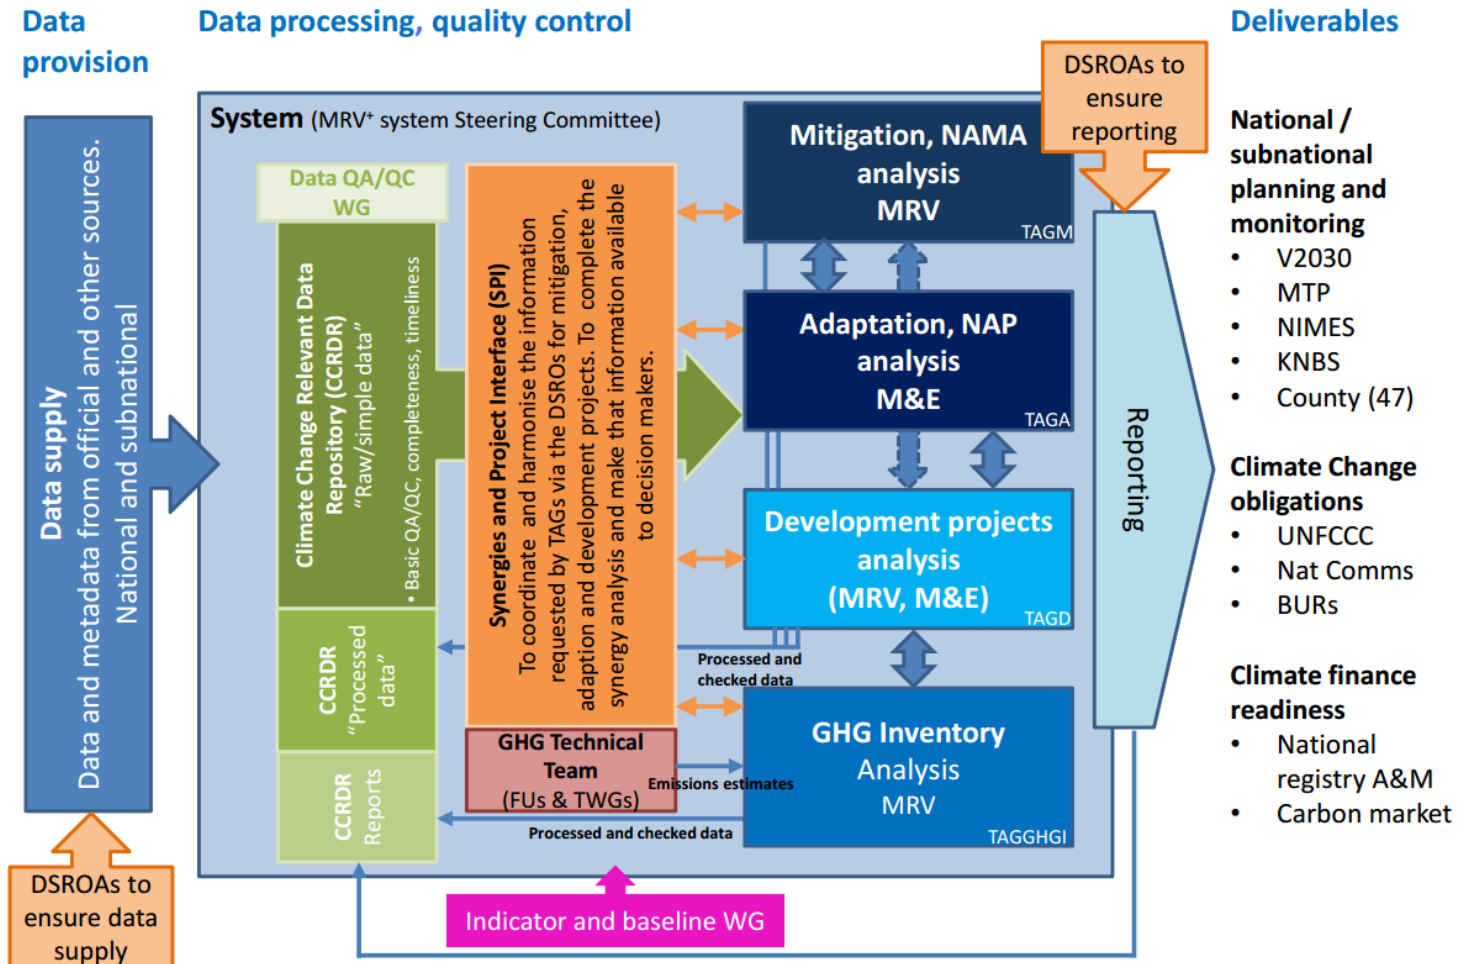 Data
provision
Data processing, quality control
Deliverables
Data supply
Data and metadata from official and other sources.
National and subnational
DSROAs to
ensure data
supply
System (MRV+ system Steering Committee)
Data QA/QC
WG
Climate Change Relevant Data
Repository (CCRDR)
“Raw/simple data”
• Basic QA/QC, completeness, timeliness
CCRDR
“Processed
data”
CCRDR
Reports
Synergies and Project Interface (SPI)
To coordinate and harmonise the information
requested by TAGs via the DSROs for mitigation,
adaption and development projects. To complete the
synergy analysis and make that information available
to decision makers.
GHG Technical
Team
(FUs & TWGs)
Mitigation, NAMA
analysis
MRV
TAGM
Adaptation, NAP
analysis
M&E
TAGA
Development projects
analysis
(MRV, M&E)
TAGD
Processed and
checked data
GHG Inventory
Analysis
MRV
TAGGHGI
Emissions estimates
Processed and checked data
Indicator and baseline WG
DSROAs to
ensure
reporting
Reporting
National /
subnational
planning and
monitoring
• V2030
• MTP
• NIMES
• KNBS
• County (47)
Climate Change
obligations
• UNFCCC
• Nat Comms
• BURs
Climate finance
readiness
• National
registry A&M
• Carbon market